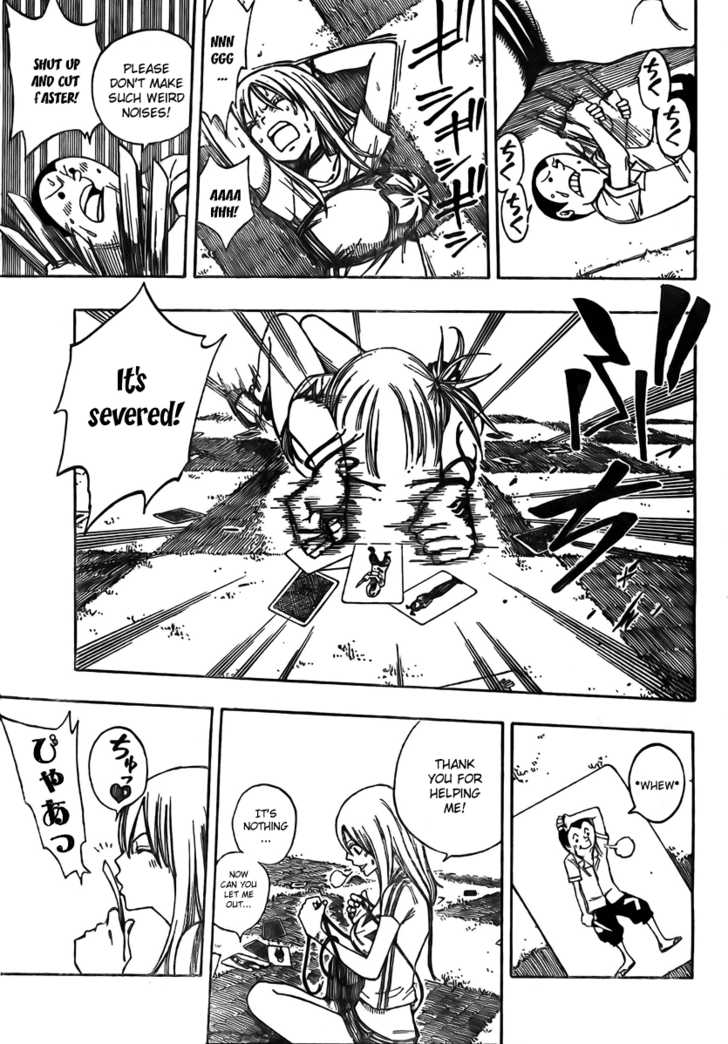 ちく
ちく
ちく
ちく
ギシ
ギシ
ギシ
NNN
GGG
...
AAAA
HHH!
PLEASE
DON'T MAKE
SUCH WEIRD
NOISES!
SHUT UP
AND CUT
FASTER!
ぶ
ち
It's
severed!
*WHEW*
THANK
YOU FOR
HELPING
ME!
IT'S
NOTHING
...
NOW
CAN YOU
LET ME
OUT...
ちゅっ♥
ぴゃあっ